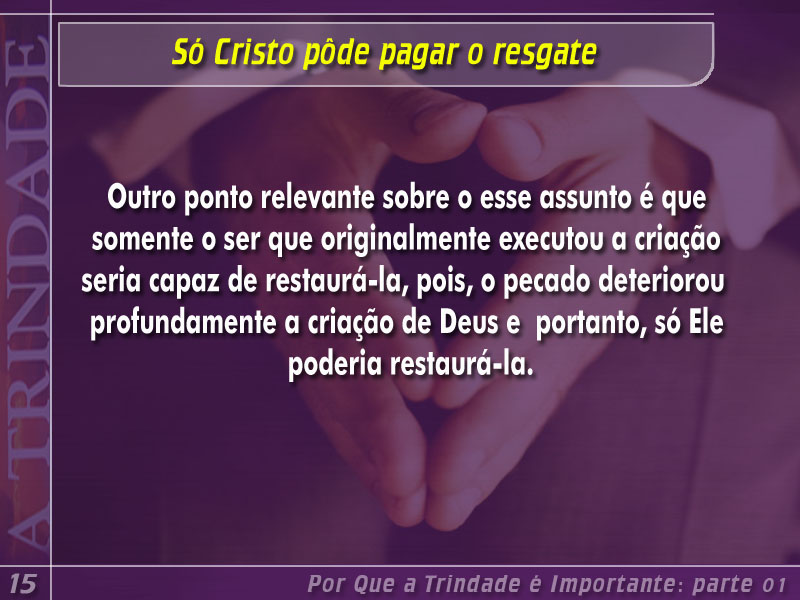 Só Cristo pôde pagar o resgate
A TRINDADE
Outro ponto relevante sobre o esse assunto é que
somente o ser que originalmente executou a criação
seria capaz de restaurá-la, pois, o pecado deteriorou
profundamente a criação de Deus e portanto, só Ele
poderia restaurá-la.
15
Por Que a Trindade é Importante: parte 01